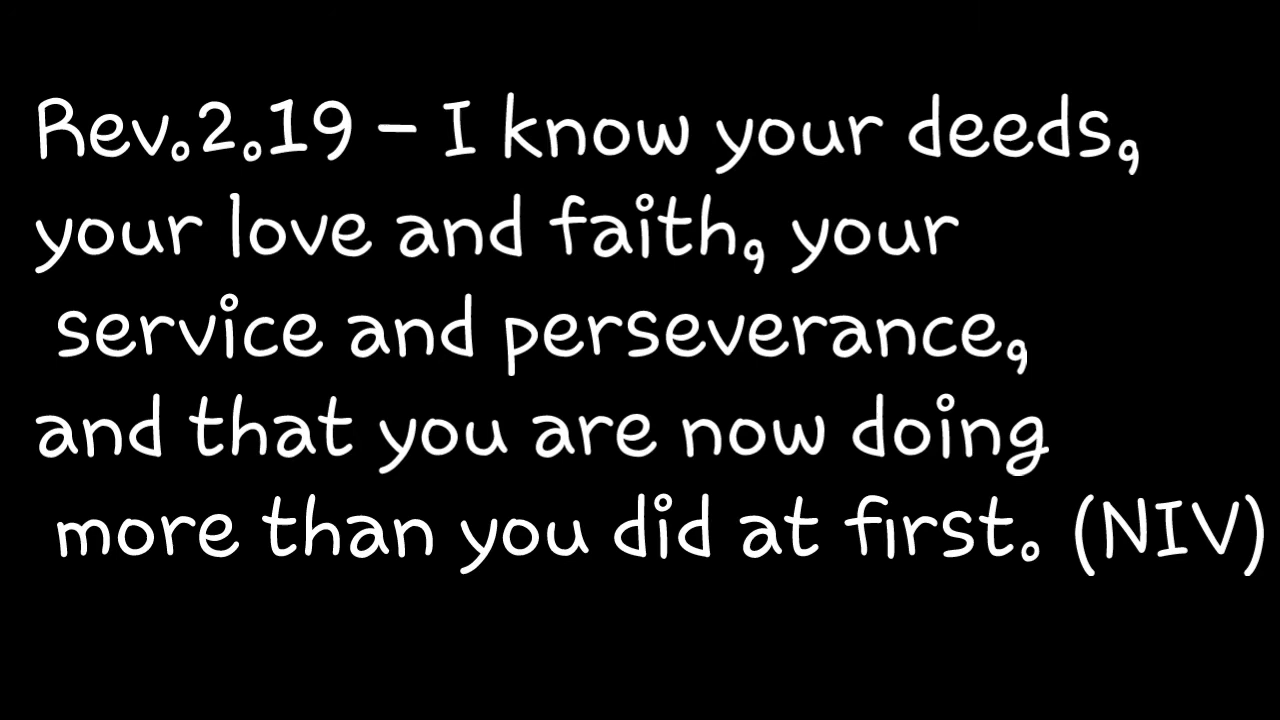 Rev.2.19 - I know your deeds,
your love and faith, your
service and perseverance,
and that you are now doing
more than you did at first. (NIV)